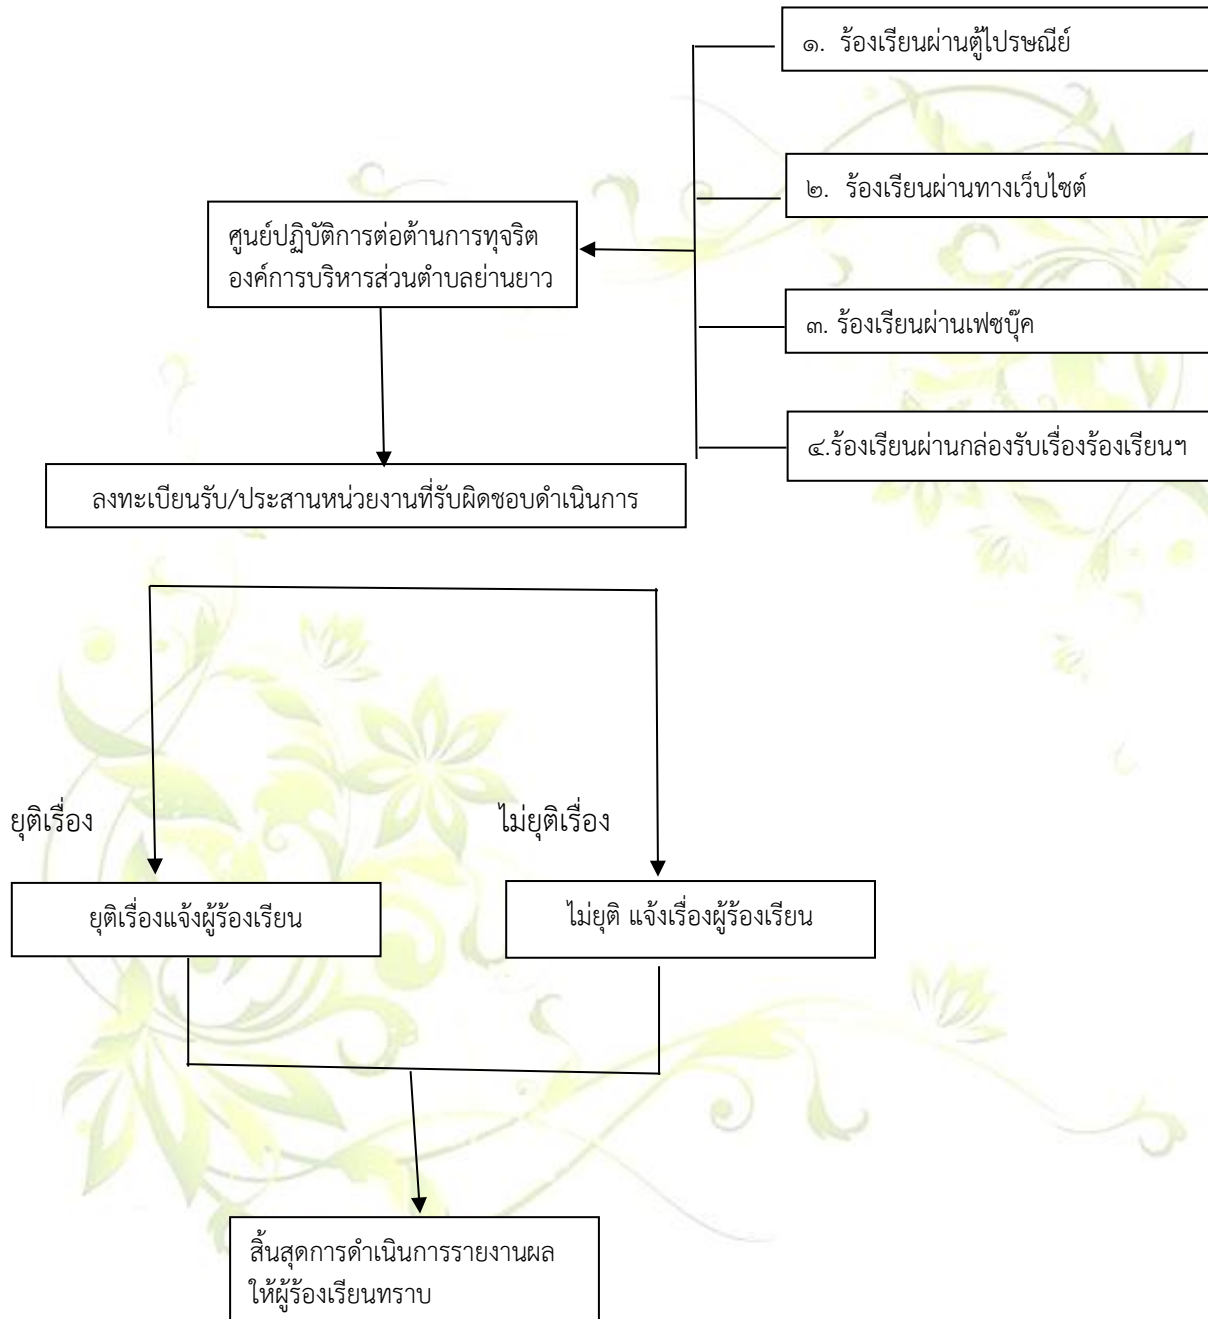 ๑. ร้องเรียนผ่านตู้ไปรษณีย์
๒. ร้องเรียนผ่านทางเว็บไซต์
ศูนย์ปฏิบัติการต่อต้านการทุจริต
องค์การบริหารส่วนตำบลย่านยาว
๓. ร้องเรียนผ่านเฟซบุ๊ค
๔.ร้องเรียนผ่านกล่องรับเรื่องร้องเรียนฯ
ลงทะเบียนรับ/ประสานหน่วยงานที่รับผิดชอบดำเนินการ
ยุติเรื่อง
ไม่ยุติเรื่อง
ยุติเรื่องแจ้งผู้ร้องเรียน
ไม่ยุติ แจ้งเรื่องผู้ร้องเรียน
สิ้นสุดการดำเนินการรายงานผล
ให้ผู้ร้องเรียนทราบ